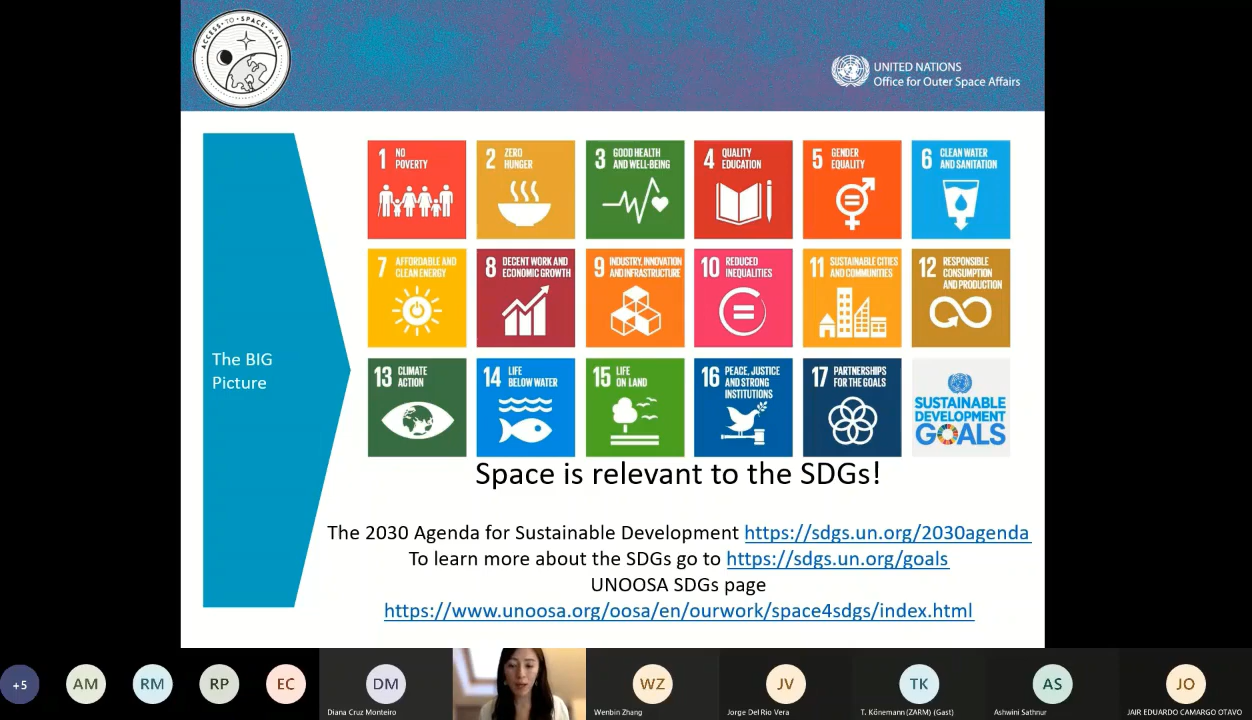 ACCESS • TO • SPACE • 4 • ALL
UNITED NATIONS
Office for Outer Space Affairs
The BIG
Picture
1 NO
POVERTY
2 ZERO
HUNGER
3 GOOD HEALTH
AND WELL-BEING
4 QUALITY
EDUCATION
5 GENDER
EQUALITY
6 CLEAN WATER
AND SANITATION
7 AFFORDABLE AND
CLEAN ENERGY
8 DECENT WORK AND
ECONOMIC GROWTH
9 INDUSTRY, INNOVATION
AND INFRASTRUCTURE
10 REDUCED
INEQUALITIES
11 SUSTAINABLE CITIES
AND COMMUNITIES
12 RESPONSIBLE
CONSUMPTION
AND PRODUCTION
13 CLIMATE
ACTION
14 LIFE
BELOW WATER
15 LIFE
ON LAND
16 PEACE, JUSTICE
AND STRONG
INSTITUTIONS
17 PARTNERSHIPS
FOR THE GOALS
SUSTAINABLE
DEVELOPMENT
GOALS
Space is relevant to the SDGs!
The 2030 Agenda for Sustainable Development https://sdgs.un.org/2030agenda
To learn more about the SDGs go to https://sdgs.un.org/goals
UNOOSA SDGs page
https://www.unoosa.org/oosa/en/ourwork/space4sdgs/index.html
+5
AM
RM
RP
EC
DM
Diana Cruz Monteiro
WZ
Wenbin Zhang
JV
Jorge Del Rio Vera
TK
T. Könemann (ZARM) (Gast)
AS
Ashwini Sathnur
JO
JAIR EDUARDO CAMARGO OTAVO